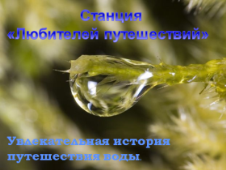 Станция
«Любителей путешествий»
Увлекательная история
путешествия воды